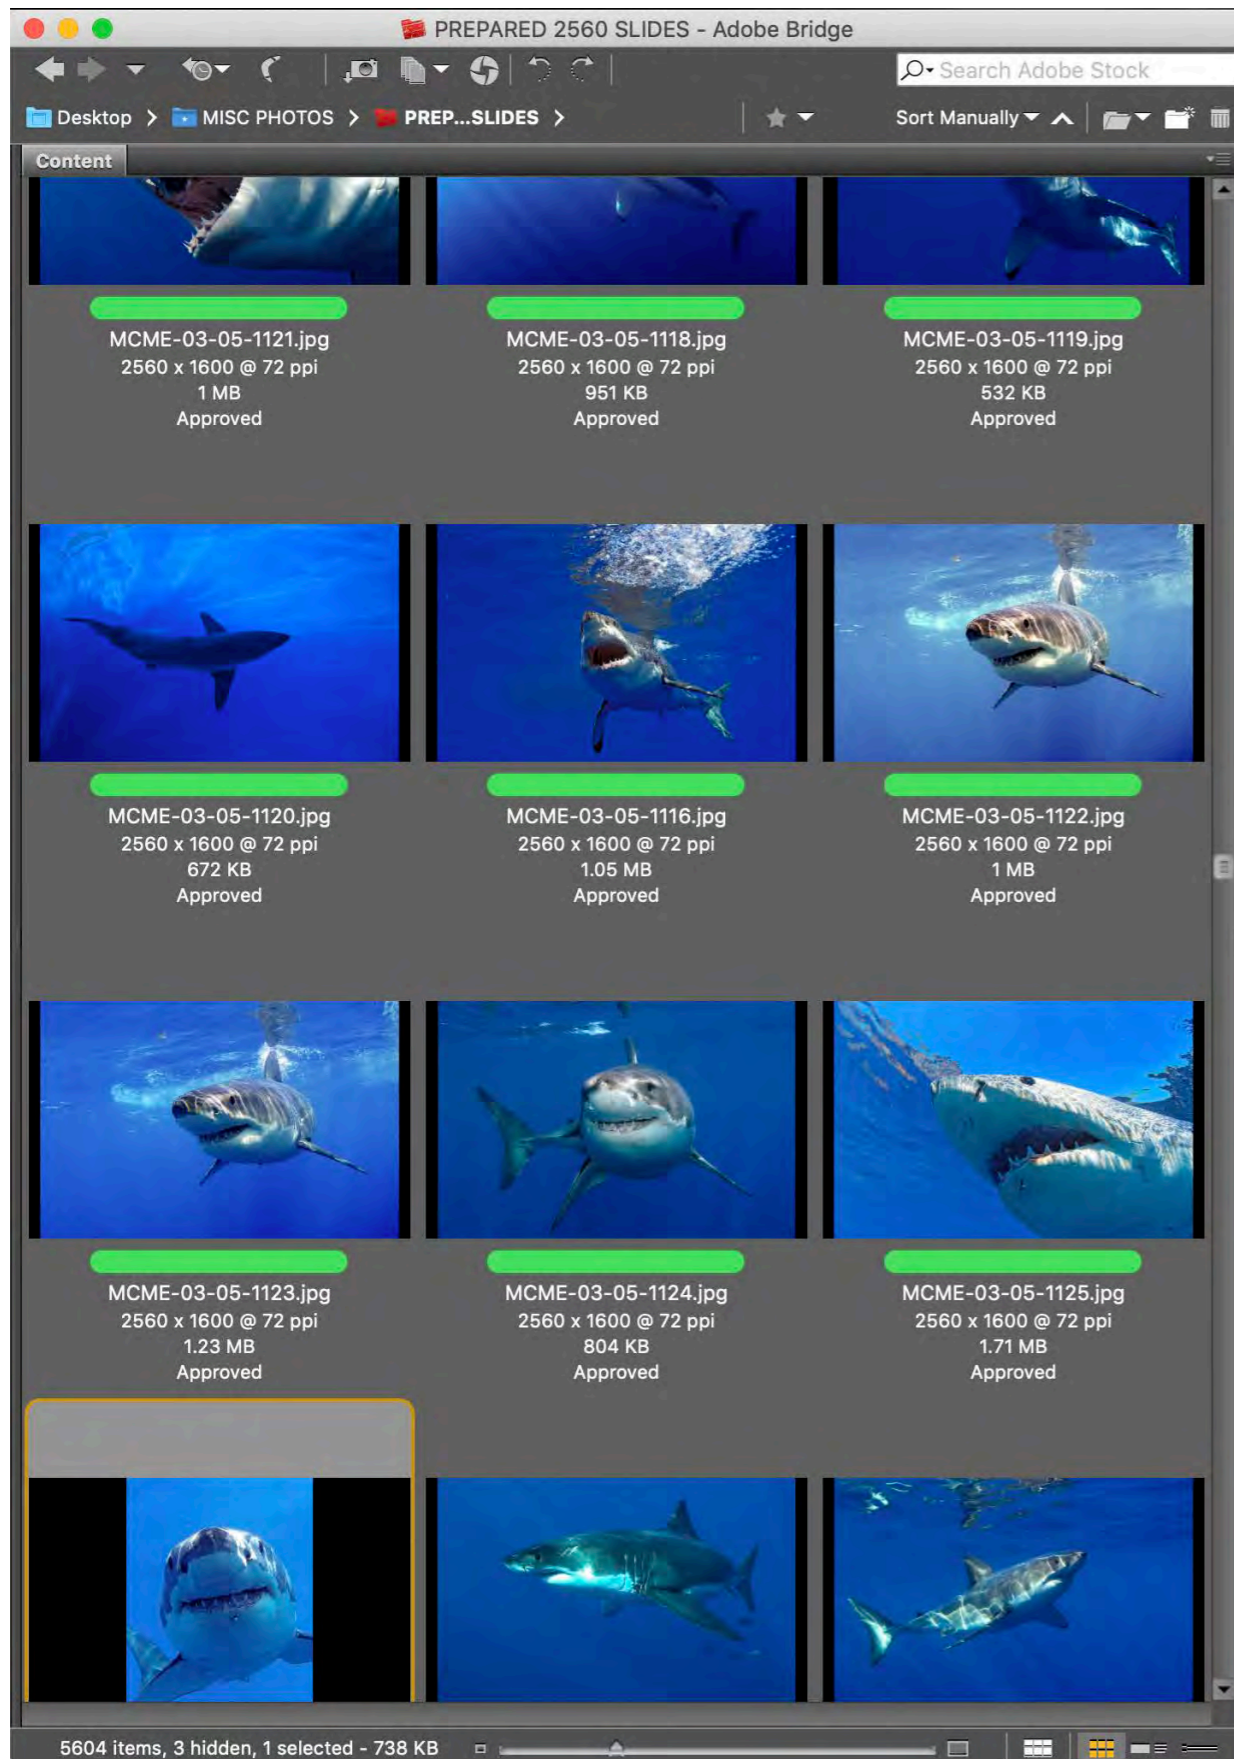 PREPARED 2560 SLIDES - Adobe Bridge
Search Adobe Stock
Desktop > MISC PHOTOS > PREP...SLIDES >
Sort Manually
Content
MCME-03-05-1121.jpg
2560 x 1600 @ 72 ppi
1 MB
Approved
MCME-03-05-1118.jpg
2560 x 1600 @ 72 ppi
951 KB
Approved
MCME-03-05-1119.jpg
2560 x 1600 @ 72 ppi
532 KB
Approved
MCME-03-05-1120.jpg
2560 x 1600 @ 72 ppi
672 KB
Approved
MCME-03-05-1116.jpg
2560 x 1600 @ 72 ppi
1.05 MB
Approved
MCME-03-05-1122.jpg
2560 x 1600 @ 72 ppi
1 MB
Approved
MCME-03-05-1123.jpg
2560 x 1600 @ 72 ppi
1.23 MB
Approved
MCME-03-05-1124.jpg
2560 x 1600 @ 72 ppi
804 KB
Approved
MCME-03-05-1125.jpg
2560 x 1600 @ 72 ppi
1.71 MB
Approved
5604 items, 3 hidden, 1 selected - 738 KB